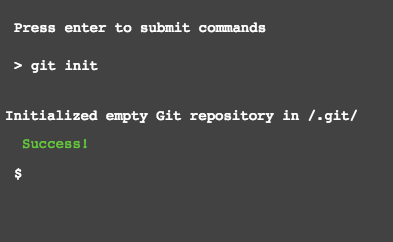 Press enter to submit commands
> git init
Initialized empty Git repository in /.git/
Success!
$